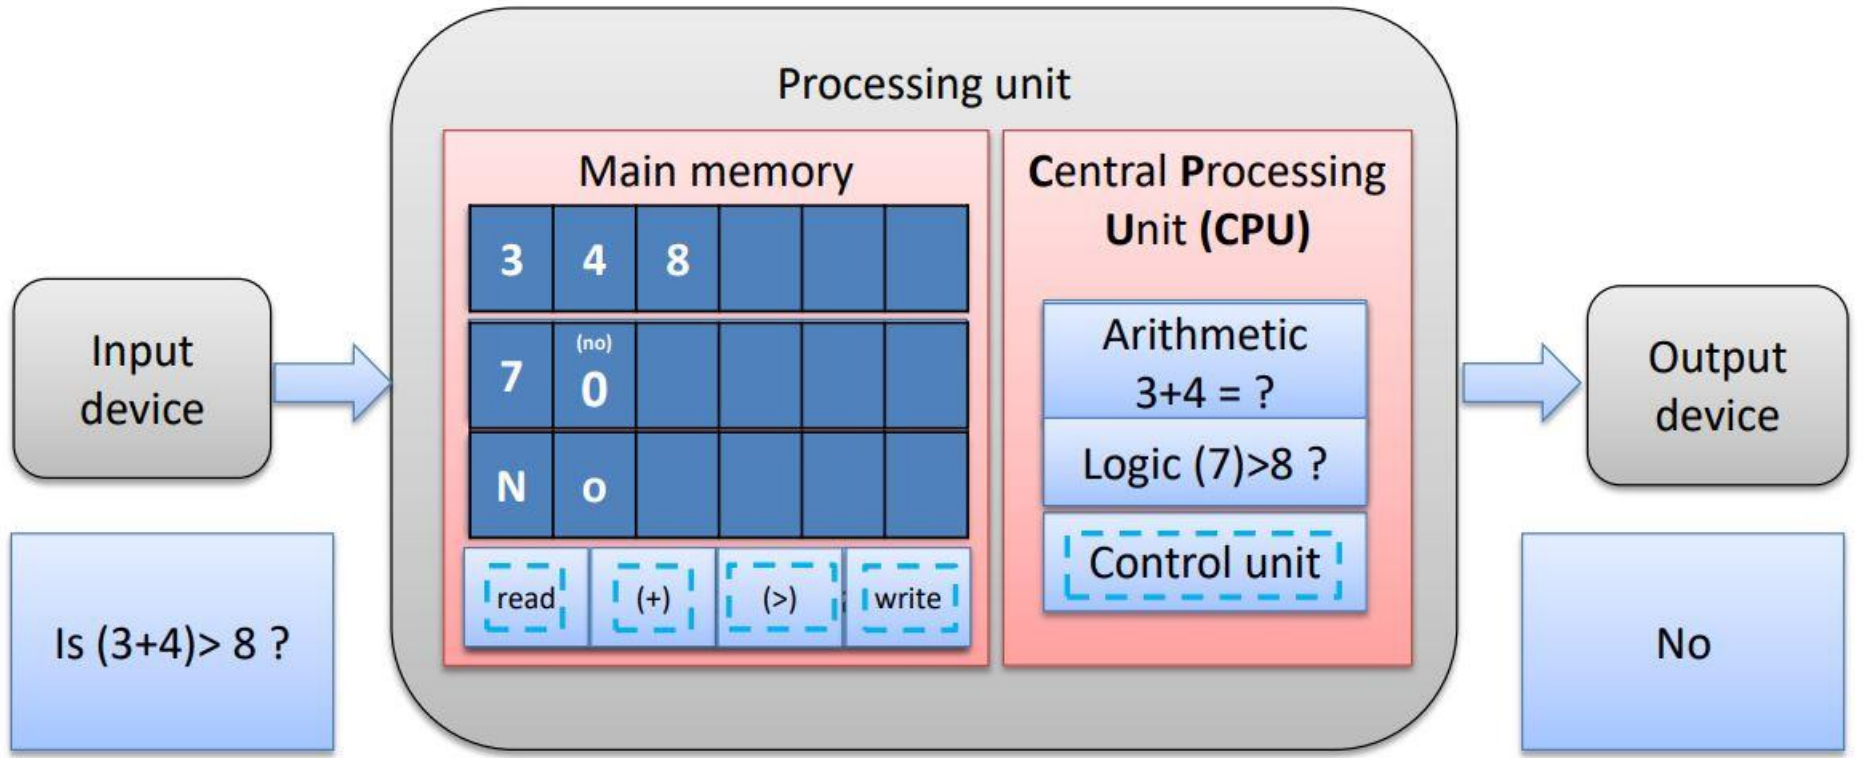 Processing unit
Input
device
Is (3+4)> 8 ?
Main memory
3 4 8
(no)
7 0
N o
read (+) (>) write
Central Processing
Unit (CPU)
Arithmetic
3+4 = ?
Logic (7)>8 ?
Control unit
Output
device
No